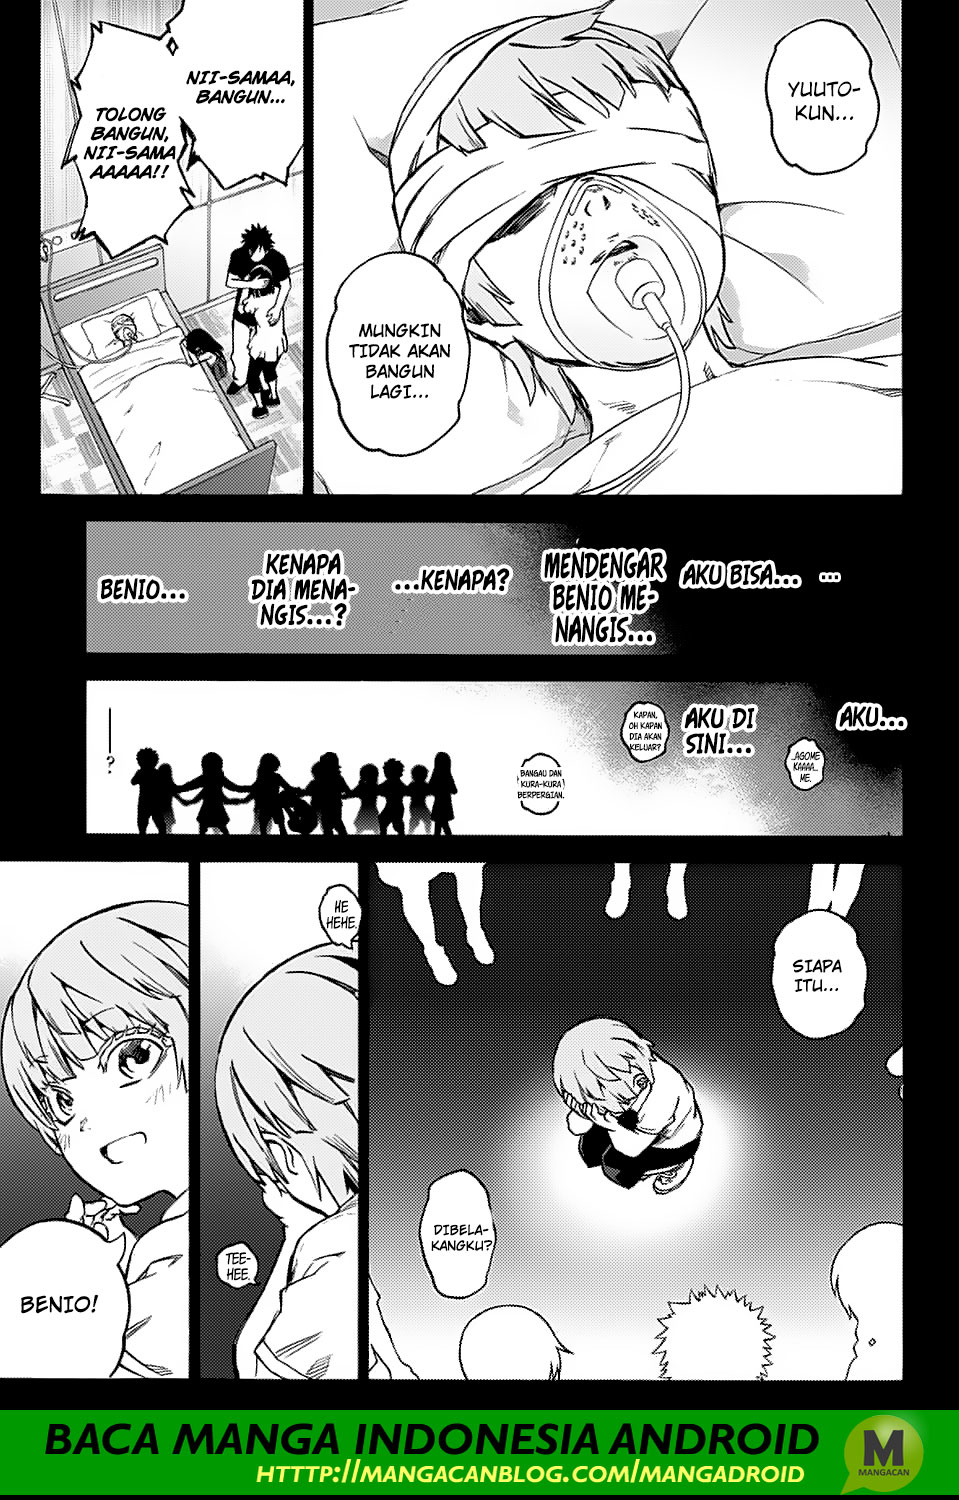 YUUTO-
KUN...
MUNGKIN
TIDAK AKAN
BANGUN
LAGI...
NII-SAMAA,
BANGUN...
TOLONG
BANGUN,
NII-SAMA
AAAAA!!
...
AKU BISA...
MENDENGAR
BENIO ME-
NANGIS...
...KENAPA?
KENAPA
DIA MENA-
NGIS...?
BENIO...
AKU...
...AGOME
KAAAA...
ME.
AKU DI
SINI...
KAPAN,
OH KAPAN
DIA AKAN
KELUAR?
BANGAU DAN
KURA-KURA
BERPERGIAN.
?
SIAPA
ITU...
DIBELA-
KANGKU?
HE
HEHE.
TEE-
HEE.
BENIO!
BACA MANGA INDONESIA ANDROID
HTTTP://MANGACANBLOG.COM/MANGADROID
M
MANGACAN